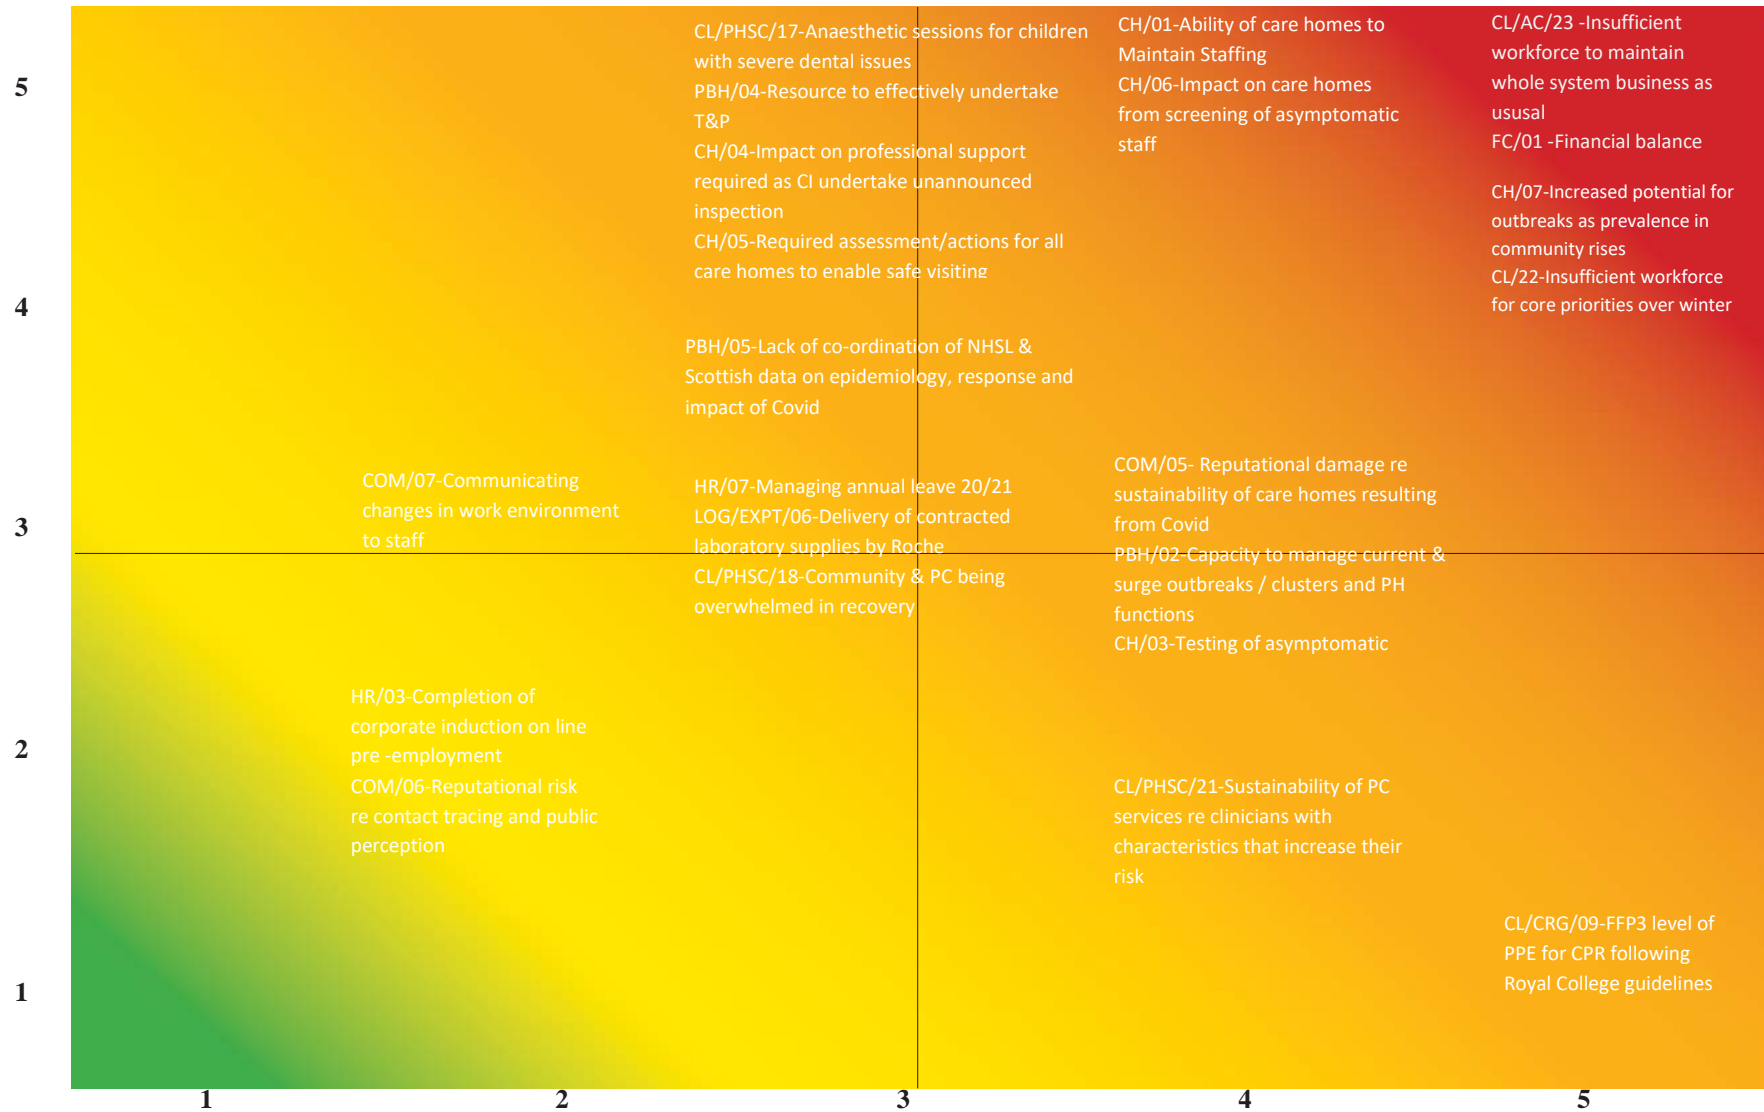 5
CL/PHSC/17-Anaesthetic sessions for children
with severe dental issues
PBH/04-Resource to effectively undertake
T&P
CH/04-Impact on professional support
required as CI undertake unannounced
inspection
CH/05-Required assessment/actions for all
care homes to enable safe visiting
CH/01-Ability of care homes to
Maintain Staffing
CH/06-Impact on care homes
from screening of asymptomatic
staff
CL/AC/23 -Insufficient
workforce to maintain
whole system business as
ususal
FC/01 -Financial balance
CH/07-Increased potential for
outbreaks as prevalence in
community rises
CL/22-Insufficient workforce
for core priorities over winter
4
PBH/05-Lack of co-ordination of NHSL &
Scottish data on epidemiology, response and
impact of Covid
3
COM/07-Communicating
changes in work environment
to staff
HR/07-Managing annual leave 20/21
LOG/EXPT/06-Delivery of contracted
laboratory supplies by Roche
CL/PHSC/18-Community & PC being
overwhelmed in recovery
COM/05- Reputational damage re
sustainability of care homes resulting
from Covid
PBH/02-Capacity to manage current &
surge outbreaks / clusters and PH
functions
CH/03-Testing of asymptomatic
2
HR/03-Completion of
corporate induction on line
pre -employment
COM/06-Reputational risk
re contact tracing and public
perception
CL/PHSC/21-Sustainability of PC
services re clinicians with
characteristics that increase their
risk
1
CL/CRG/09-FFP3 level of
PPE for CPR following
Royal College guidelines
1
2
3
4
5